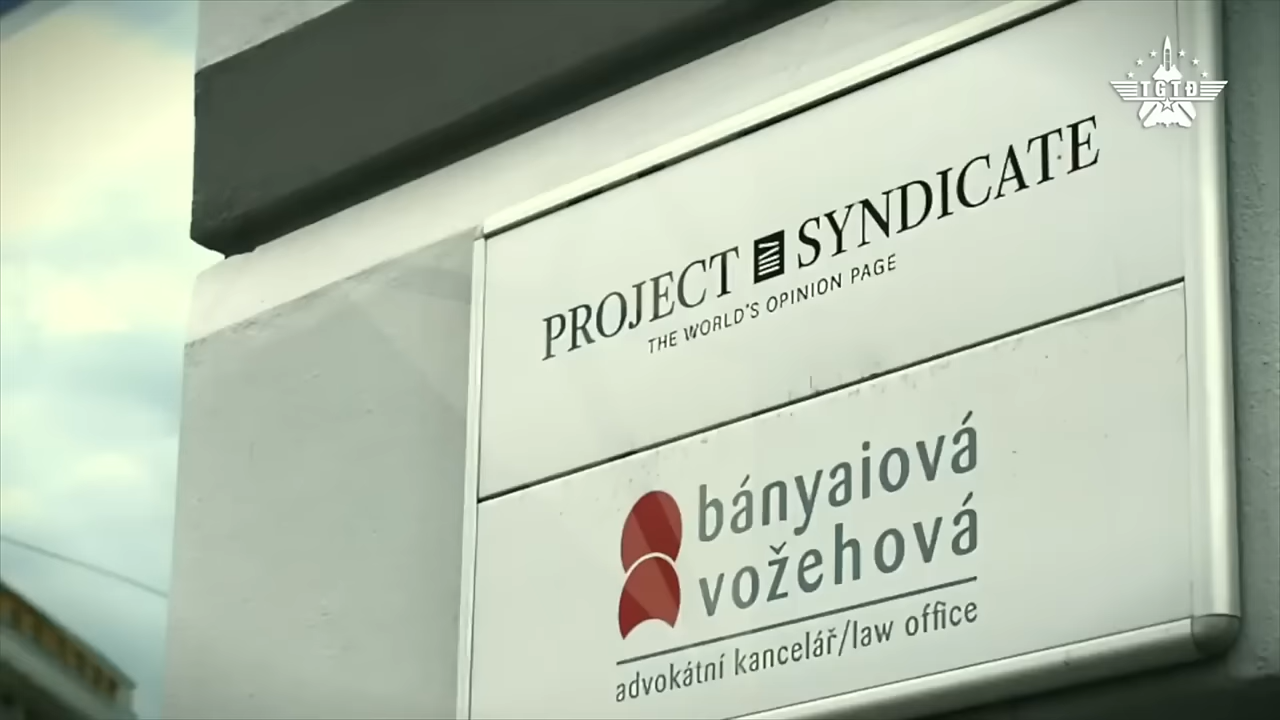 TGTĐ
PROJECT SYNDICATE
THE WORLD'S OPINION PAGE
bányaiová
vožehová
advokátní kancelář/law office